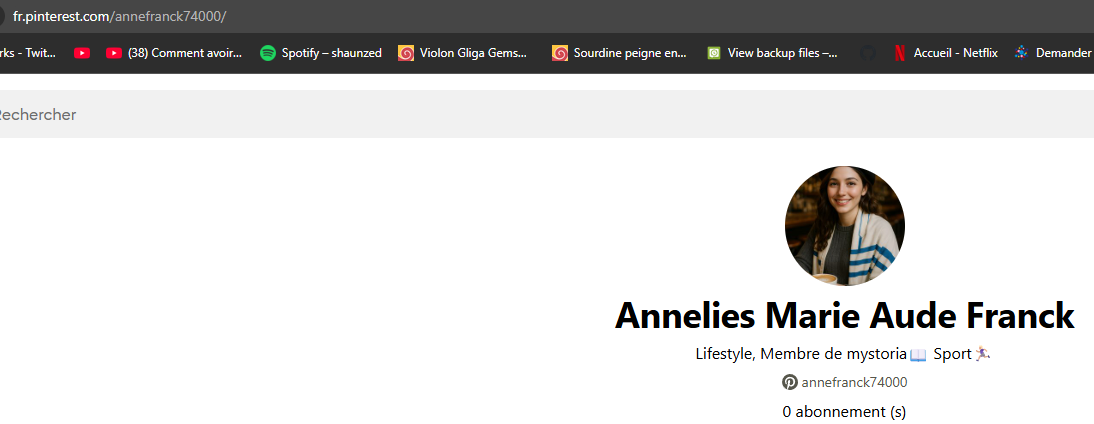 fr.pinterest.com/annefranck74000/
rks - Twit... (38) Comment avoir... Spotify – shaunzed Violon Gliga Gems... Sourdine peigne en... View backup files –... Accueil - Netflix Demander
Rechercher
Annelies Marie Aude Franck
Lifestyle, Membre de mystoria📖 Sport🏃🏻‍♀️
annefranck74000
0 abonnement (s)